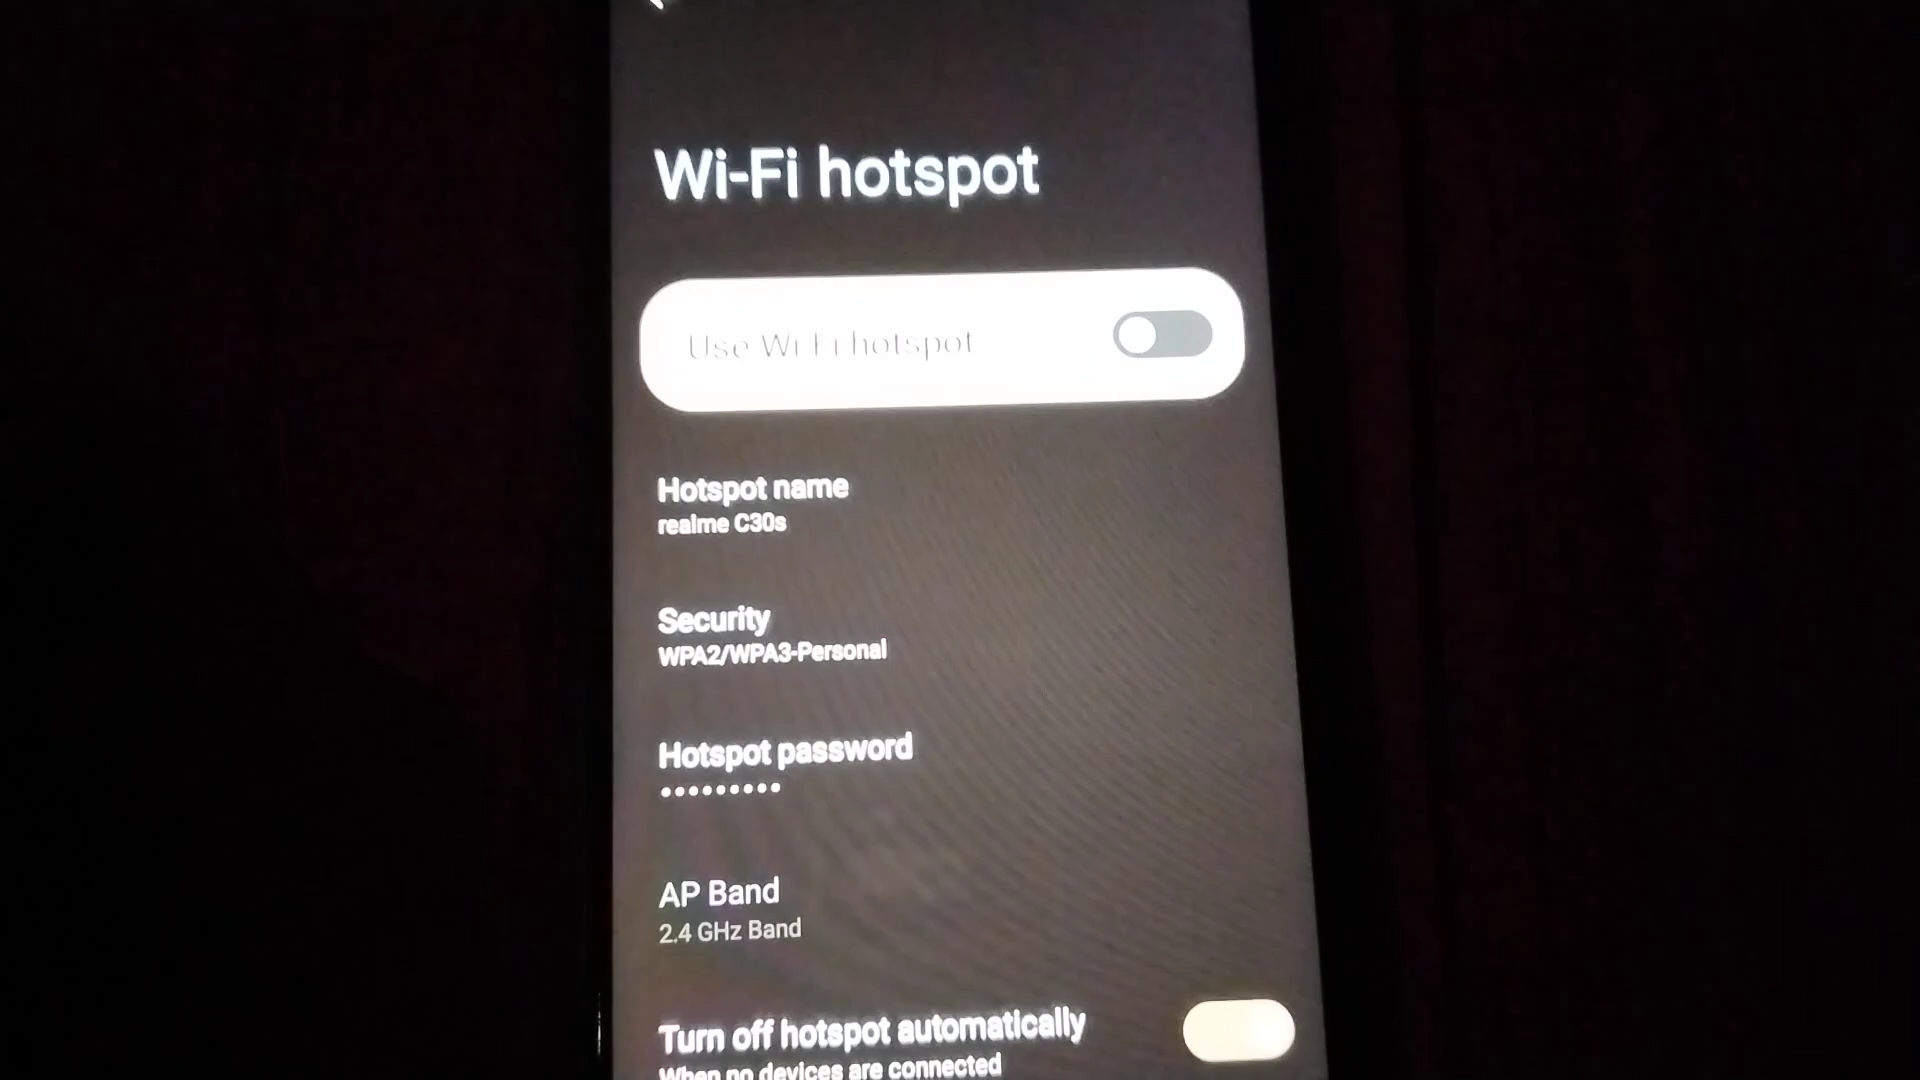 Wi-Fi hotspot
Use Wi-Fi hotspot
Hotspot name
realme C30s
Security
WPA2/WPA3-Personal
Hotspot password
•••••••••
AP Band
2.4 GHz Band
Turn off hotspot automatically
When no devices are connected